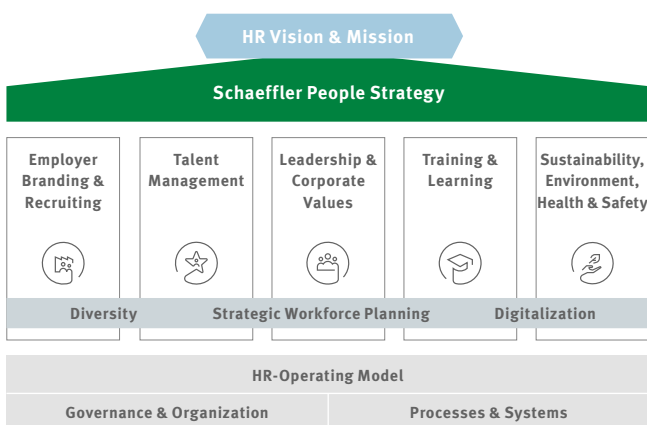 HR Vision & Mission
Schaeffler People Strategy
Employer
Branding &
Recruiting
Talent
Management
Leadership &
Corporate
Values
Training &
Learning
Sustainability,
Environment,
Health & Safety
Diversity
Strategic Workforce Planning
Digitalization
HR-Operating Model
Governance & Organization
Processes & Systems